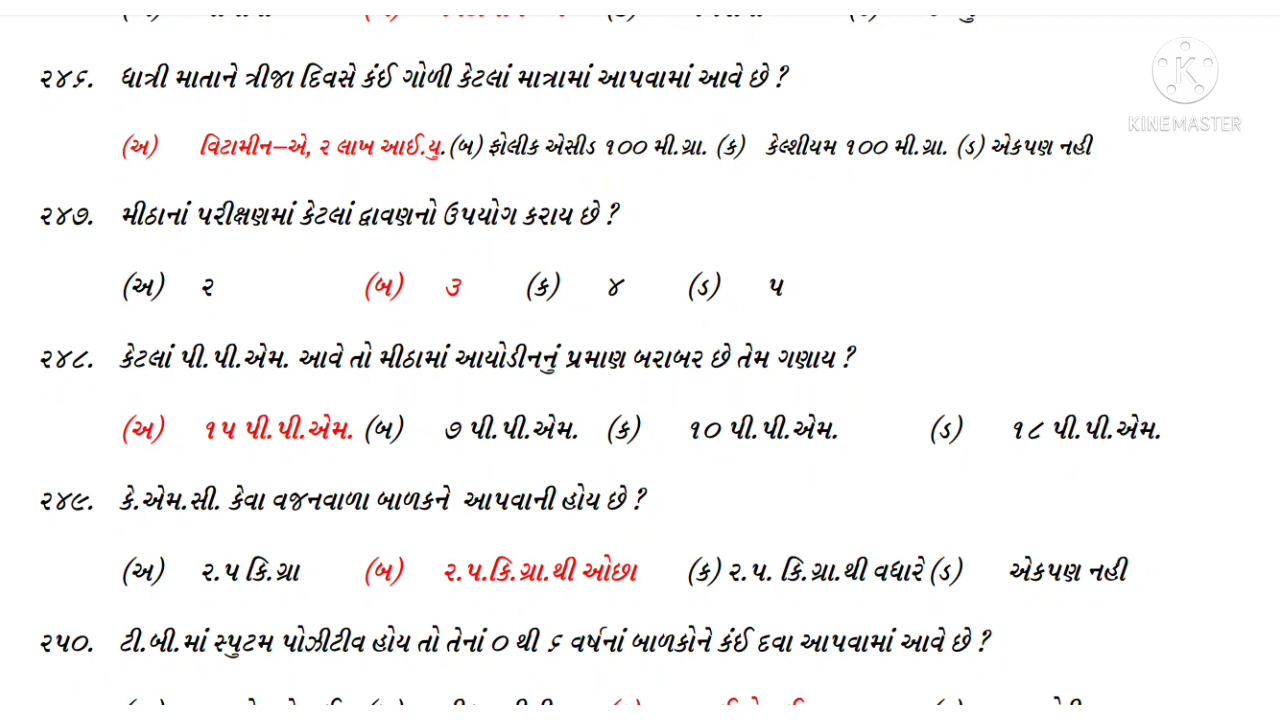 ૨૪૬. ધાત્રી માતાને ત્રીજા દિવસે કંઈ ગોળી કેટલાં માત્રામાં આપવામાં આવે છે ?
KINEMASTER
(અ) વિટામીન–એ, ૨ લાખ આઈ.યુ. (બ) ફોલીક એસીડ ૧૦૦ મી.ગ્રા. (ક) કેલ્શીયમ ૧૦૦ મી.ગ્રા. (ડ) એકપણ નહી
૨૪૭. મીઠાનાં પરીક્ષણમાં કેટલાં દ્વાવણનો ઉપયોગ કરાય છે ?
(અ) ૨ (બ) ૩ (ક) ૪ (ડ) ૫
૨૪૮. કેટલાં પી.પી.એમ. આવે તો મીઠામાં આયોડીનનું પ્રમાણ બરાબર છે તેમ ગણાય ?
(અ) ૧૫ પી.પી.એમ. (બ) ૭ પી.પી.એમ. (ક) ૧૦ પી.પી.એમ. (ડ) ૧૮ પી.પી.એમ.
૨૪૯. કે.એમ.સી. કેવા વજનવાળા બાળકને આપવાની હોય છે ?
(અ) ૨.૫ કિ.ગ્રા (બ) ૨.૫.કિ.ગ્રા.થી ઓછા (ક) ૨.૫. કિ.ગ્રા.થી વધારે (ડ) એકપણ નહી
૨૫૦. ટી.બી.માં સ્પુટમ પોઝીટીવ હોય તો તેનાં ૦ થી ૬ વર્ષનાં બાળકોને કંઈ દવા આપવામાં આવે છે ?